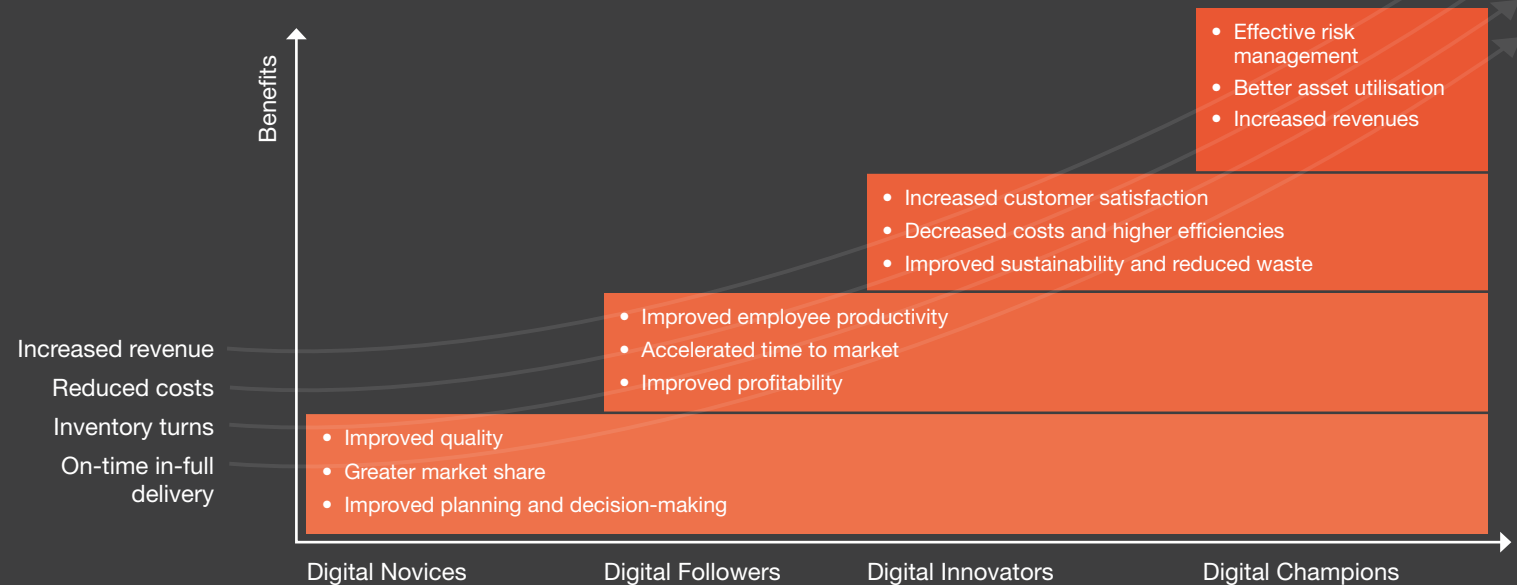 Benefits
• Effective risk
management
• Better asset utilisation
• Increased revenues
• Increased customer satisfaction
• Decreased costs and higher efficiencies
• Improved sustainability and reduced waste
• Improved employee productivity
• Accelerated time to market
• Improved profitability
Increased revenue
Reduced costs
Inventory turns
On-time in-full
delivery
• Improved quality
• Greater market share
• Improved planning and decision-making
Digital Novices
Digital Followers
Digital Innovators
Digital Champions